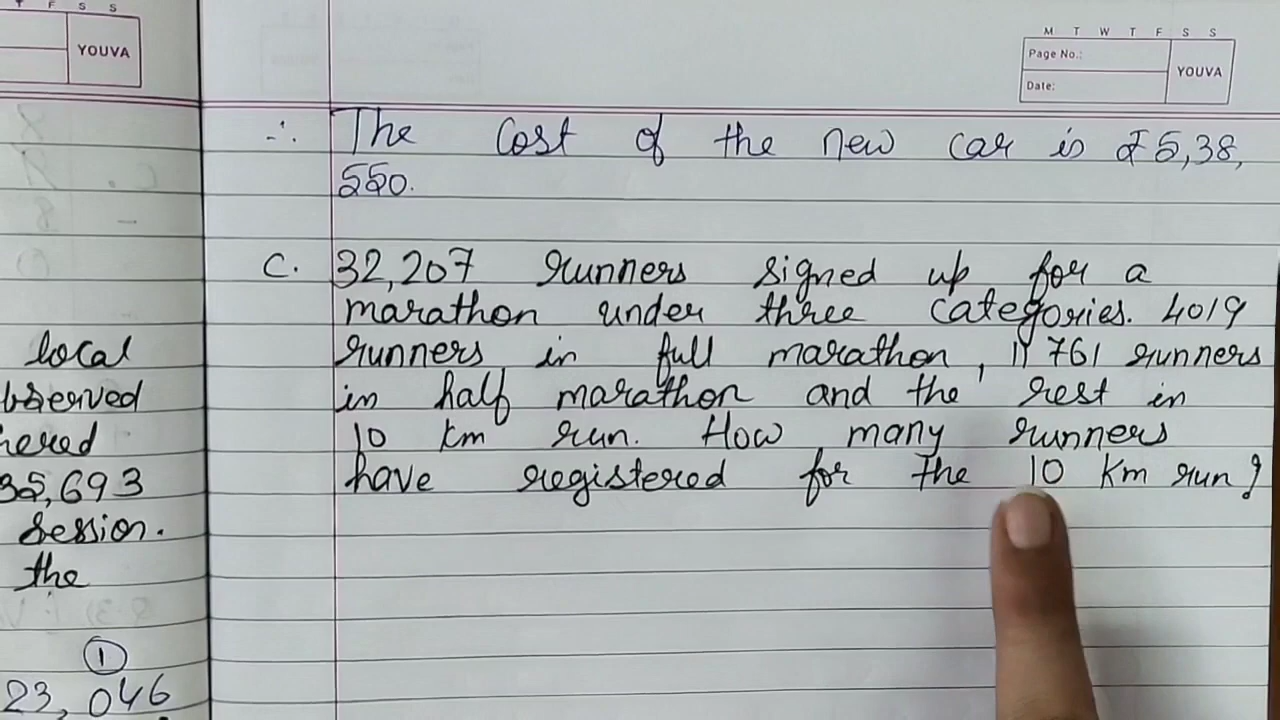 T F S S
YOUVA
M T W T F S S
Page No.:
Date:
YOUVA
∴ The cost of the new car is ₹5,38,
550.
C. 32,207 runners signed up for a
marathon under three categories. 4019
runners in full marathon, 11,761 runners
in half marathon and the rest in
10 km run. How many runners
have registered for the 10 km run?
local
bserved
hered
35,693
session.
the
1
23,046